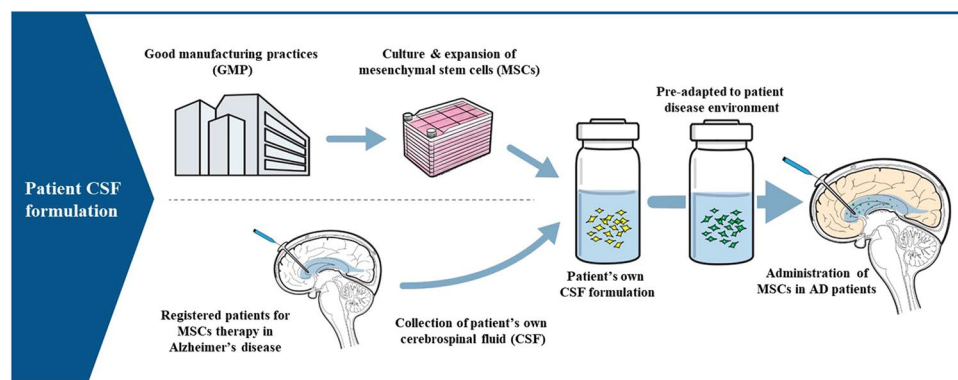 Patient CSF
formulation
Good manufacturing practices
(GMP)
Culture & expansion of
mesenchymal stem cells (MSCs)
Pre-adapted to patient
disease environment
Registered patients for
MSCs therapy in
Alzheimer's disease
Collection of patient's own
cerebrospinal fluid (CSF)
Patient's own
CSF formulation
Administration of
MSCs in AD patients